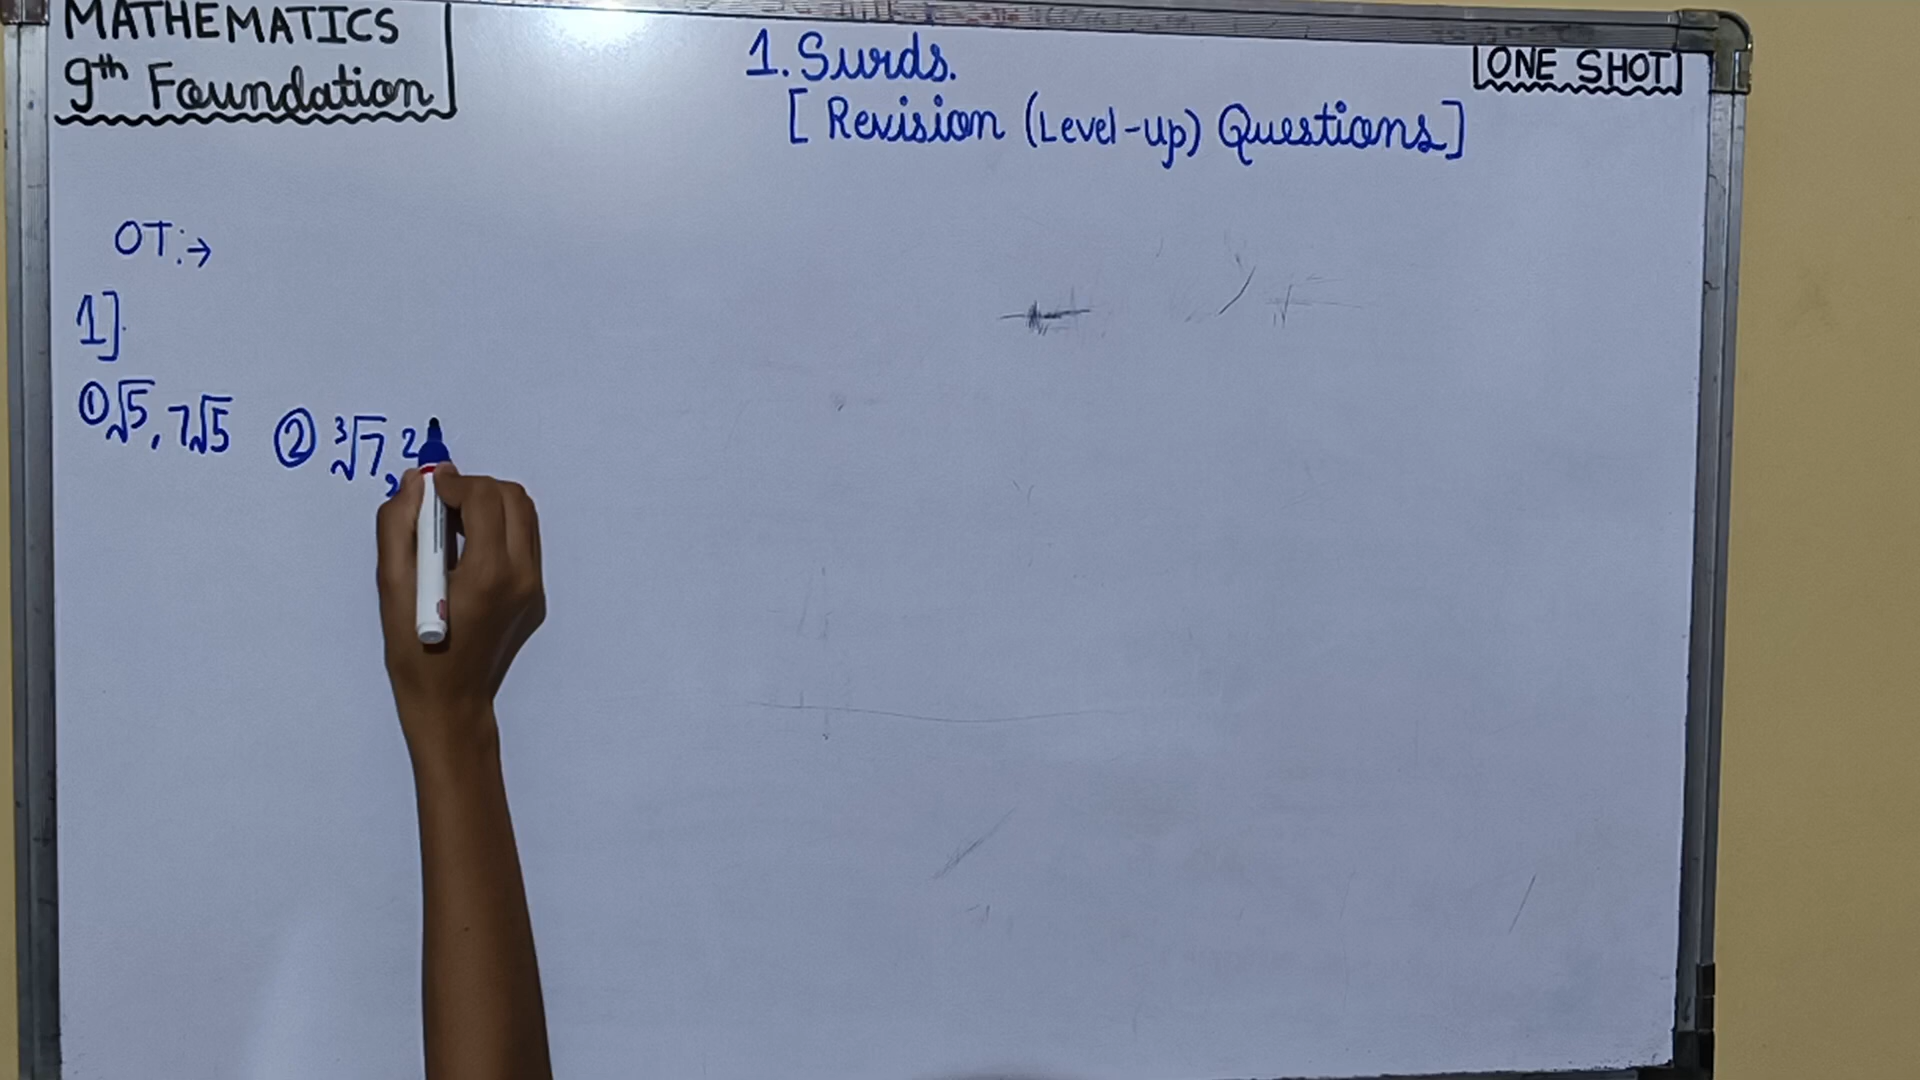 MATHEMATICS
9th Foundation
1. Surds.
[Revision (Level-up) Questions]
ONE SHOT
OT:→
1]
① √5, 7√5 ② ∛7, 2